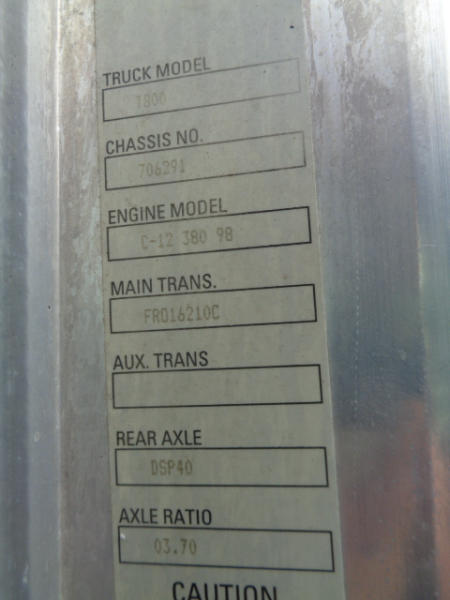 TRUCK MODEL
T800
CHASSIS NO.
706291
ENGINE MODEL
C-12 380 98
MAIN TRANS.
FRO16210C
AUX. TRANS
REAR AXLE
DSP40
AXLE RATIO
03.70
CAUTION